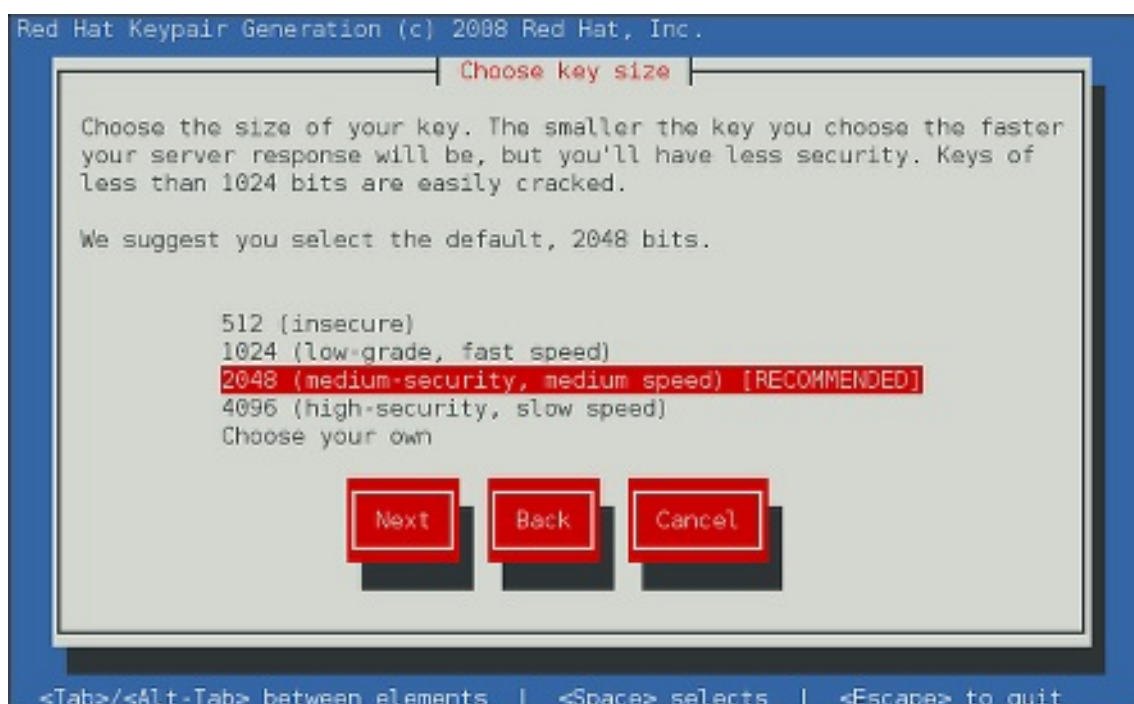 Red Hat Keypair Generation (c) 2008 Red Hat, Inc.
Choose key size
Choose the size of your key. The smaller the key you choose the faster
your server response will be, but you'll have less security. Keys of
less than 1024 bits are easily cracked.
We suggest you select the default, 2048 bits.
512 (insecure)
1024 (low-grade, fast speed)
2048 (medium-security, medium speed) [RECOMMENDED]
4096 (high-security, slow speed)
Choose your own
Next Back Cancel
<Tab>/<Alt-Tab> between elements | <Space> selects | <Escape> to quit